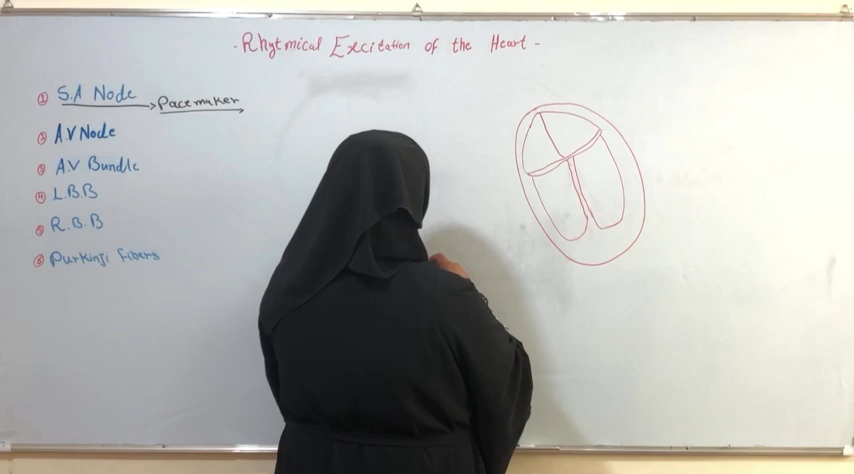 - Rhytmical Excitation of the Heart -
① S.A Node → Pacemaker
② A.V Node
③ A.V Bundle
④ L.B.B
⑤ R.B.B
⑥ Purkinji Fibers